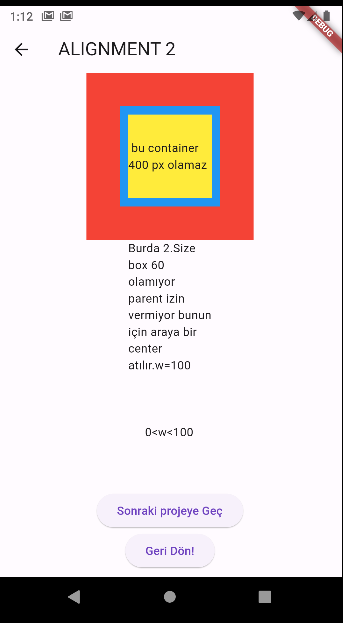 1:12
DEBUG
ALIGNMENT 2
bu container
400 px olamaz
Burda 2.Size
box 60
olamıyor
parent izin
vermiyor bunun
için araya bir
center
atılır.w=100
0<w<100
Sonraki projeye Geç
Geri Dön!